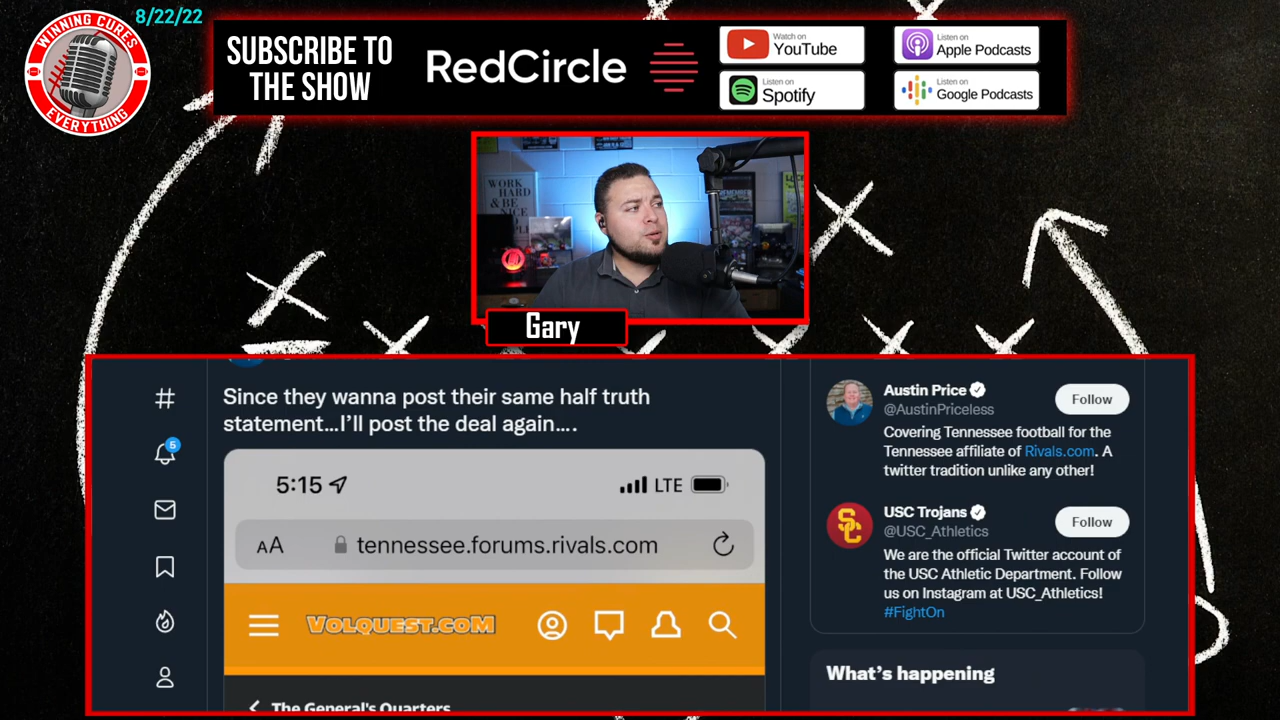 8/22/22
WINNING CURES
EVERYTHING
SUBSCRIBE TO
THE SHOW
RedCircle
Watch on
YouTube
Listen on
Apple Podcasts
Listen on
Spotify
Listen on
Google Podcasts
WORK
HARD
& BE
NICE
Gary
Since they wanna post their same half truth
statement...I'll post the deal again....
5:15
LTE
AA
tennessee.forums.rivals.com
VOLQUEST.COM
The General's Quarters
5
Austin Price
@AustinPriceless
Follow
Covering Tennessee football for the
Tennessee affiliate of Rivals.com. A
twitter tradition unlike any other!
SC
USC Trojans
@USC_Athletics
Follow
We are the official Twitter account of
the USC Athletic Department. Follow
us on Instagram at USC_Athletics!
#FightOn
What's happening